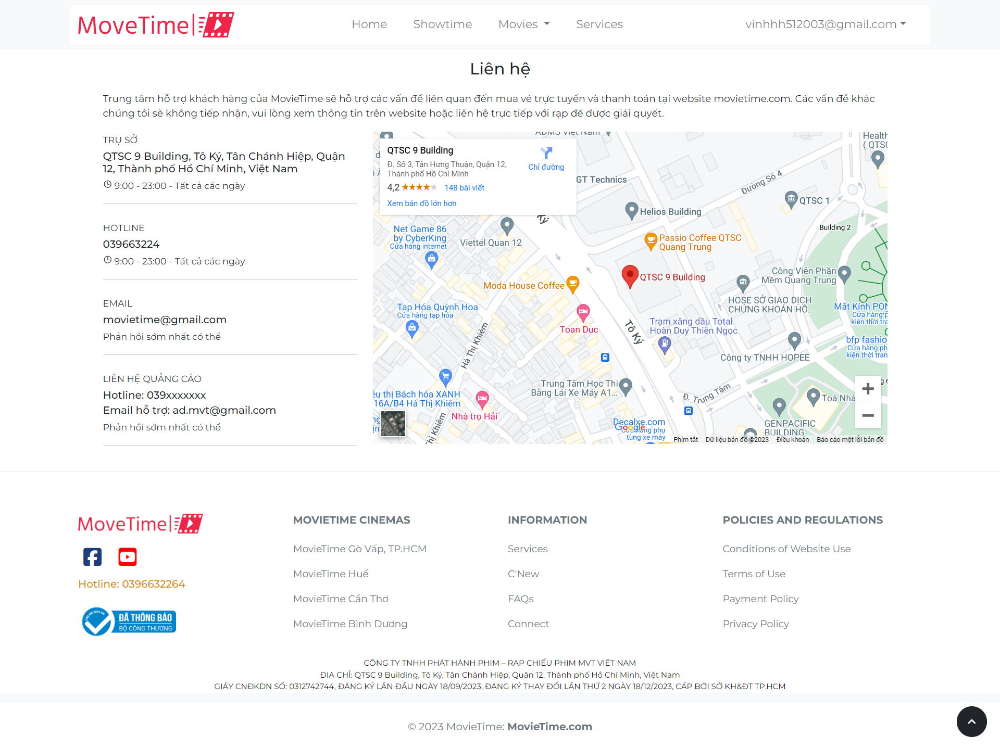 MoveTime
Home
Showtime
Movies
Services
vinhhh512003@gmail.com
Liên hệ
Trung tâm hỗ trợ khách hàng của MovieTime sẽ hỗ trợ các vấn đề liên quan đến mua vé trực tuyến và thanh toán tại website movietime.com. Các vấn đề khác
chúng tôi sẽ không tiếp nhận, vui lòng xem thông tin trên website hoặc liên hệ trực tiếp với rạp để được giải quyết.
TRỤ SỞ
QTSC 9 Building, Tô Ký, Tân Chánh Hiệp, Quận
12, Thành phố Hồ Chí Minh, Việt Nam
9:00 - 23:00 - Tất cả các ngày
HOTLINE
039663224
9:00 - 23:00 - Tất cả các ngày
EMAIL
movietime@gmail.com
Phản hồi sớm nhất có thể
LIÊN HỆ QUẢNG CÁO
Hotline: 039xxxxxxx
Email hỗ trợ: ad.mvt@gmail.com
Phản hồi sớm nhất có thể
QTSC 9 Building
Đ. Số 3, Tân Hưng Thuận, Quận 12,
Thành phố Hồ Chí Minh
4,2
148 bài viết
Xem bản đồ lớn hơn
Chỉ đường
ADMS Việt Nam
Health
( QTSC
GT Technics
Đường Số 4
QTSC 1
Helios Building
Building 2
Ký
Net Game 86
by CyberKing
Cửa hàng internet
Viettel Quan 12
Passio Coffee QTSC
Quang Trung
QTSC 9 Building
Công Viên Phần
Mềm Quang Trung
Moda House Coffee
HOSE SỞ GIAO DỊCH
CHỨNG KHOÁN HỒ...
Mắt Kính PON
Cửa hàng p
kiện thời tra
Tạp Hóa Quỳnh Hoa
Cửa hàng tạp hóa
Toan Duc
Tô Ký
Trạm xăng dầu Total
Hoàn Duy Thiên Ngọc
Hà Thị Khiêm
bfp fashio
Cửa hàng ph
kiện thời tran
Công ty TNHH HOPEE
Trung Tâm Học Thi
Bằng Lái Xe Máy A1...
Đ. Trung Tâm
êu thị Bách hóa XANH
16A/B4 Hà Thị Khiêm
Nhà trọ Hải
Thị Khiêm
Toà Nhà
GENPACIFIC
BUILDING
Decalxe.com
Cửa hàng phụ
tùng xe máy
Google
Phím tắt
Dữ liệu bản đồ ©2023
Điều khoản
Báo cáo một lỗi bản đồ
MoveTime
Hotline: 0396632264
ONLINE.GOV.VN
ĐÃ THÔNG BÁO
BỘ CÔNG THƯƠNG
MOVIETIME CINEMAS
MovieTime Gò Vấp, TP.HCM
MovieTime Huế
MovieTime Cần Thơ
MovieTime Bình Dương
INFORMATION
Services
C'New
FAQs
Connect
POLICIES AND REGULATIONS
Conditions of Website Use
Terms of Use
Payment Policy
Privacy Policy
CÔNG TY TNHH PHÁT HÀNH PHIM – RẠP CHIẾU PHIM MVT VIỆT NAM
ĐỊA CHỈ: QTSC 9 Building, Tô Ký, Tân Chánh Hiệp, Quận 12, Thành phố Hồ Chí Minh, Việt Nam
GIẤY CNĐKDN SỐ: 0312742744, ĐĂNG KÝ LẦN ĐẦU NGÀY 18/09/2023, ĐĂNG KÝ THAY ĐỔI LẦN THỨ 2 NGÀY 18/12/2023, CẤP BỞI SỞ KH&ĐT TP.HCM
© 2023 MovieTime: MovieTime.com